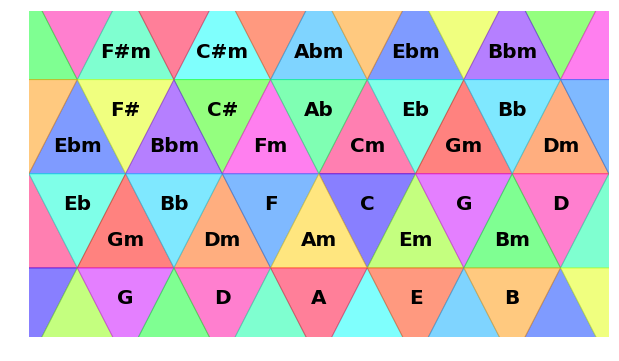 F#m C#m Abm Ebm Bbm
F# C# Ab Eb Bb
Ebm Bbm Fm Cm Gm Dm
Eb Bb F C G D
Gm Dm Am Em Bm
G D A E B